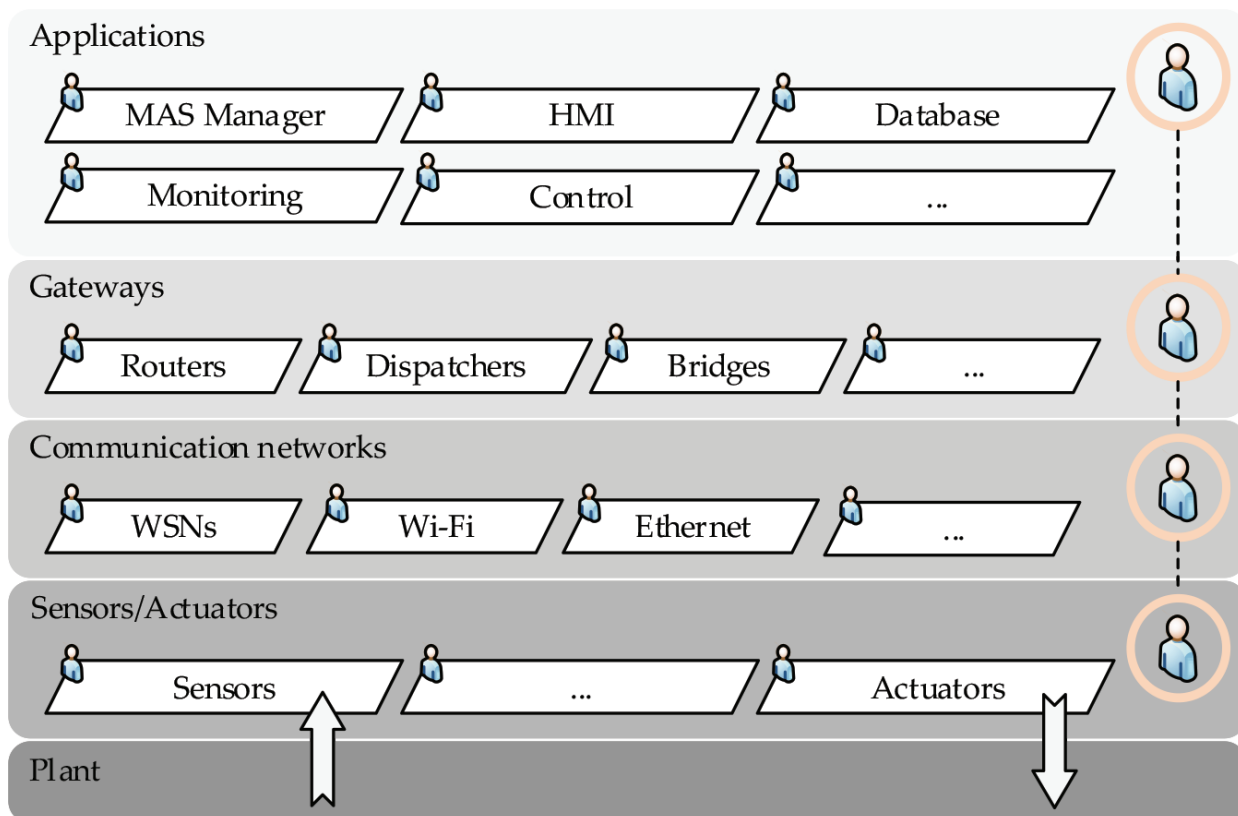 Applications
MAS Manager HMI Database
Monitoring Control ...
Gateways
Routers Dispatchers Bridges ...
Communication networks
WSNs Wi-Fi Ethernet ...
Sensors/Actuators
Sensors ... Actuators
Plant